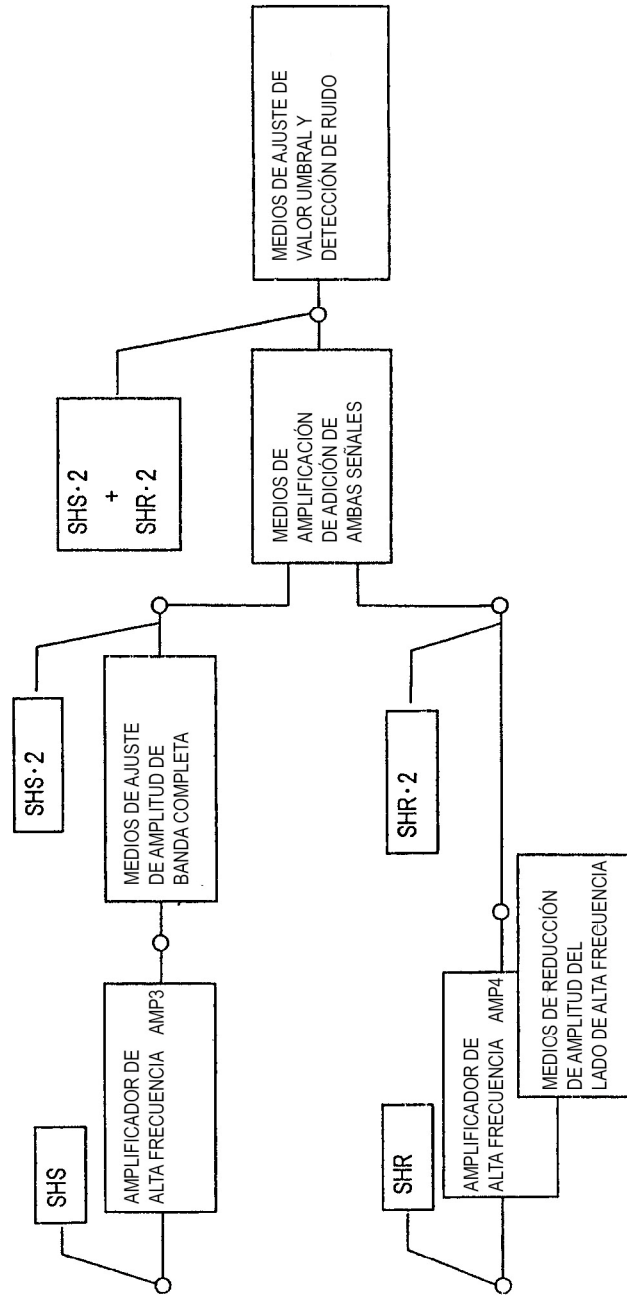 SHS
AMPLIFICADOR DE
ALTA FRECUENCIA AMP3
MEDIOS DE AJUSTE
DE AMPLITUD DE
BANDA COMPLETA
SHS·2
SHR
AMPLIFICADOR DE
ALTA FRECUENCIA AMP4
MEDIOS DE REDUCCIÓN
DE AMPLITUD DEL
LADO DE ALTA FRECUENCIA
SHR·2
MEDIOS DE
AMPLIFICACIÓN
DE ADICIÓN DE
AMBAS SEÑALES
SHS·2
+
SHR·2
MEDIOS DE AJUSTE DE
VALOR UMBRAL Y
DETECCIÓN DE RUIDO